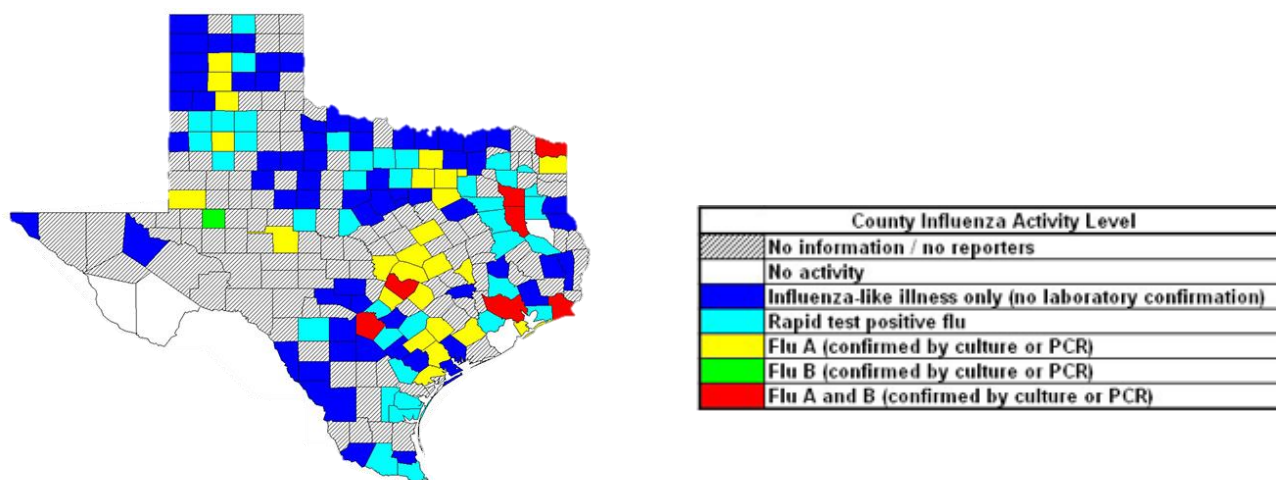 County Influenza Activity Level
No information / no reporters
No activity
Influenza-like illness only (no laboratory confirmation)
Rapid test positive flu
Flu A (confirmed by culture or PCR)
Flu B (confirmed by culture or PCR)
Flu A and B (confirmed by culture or PCR)